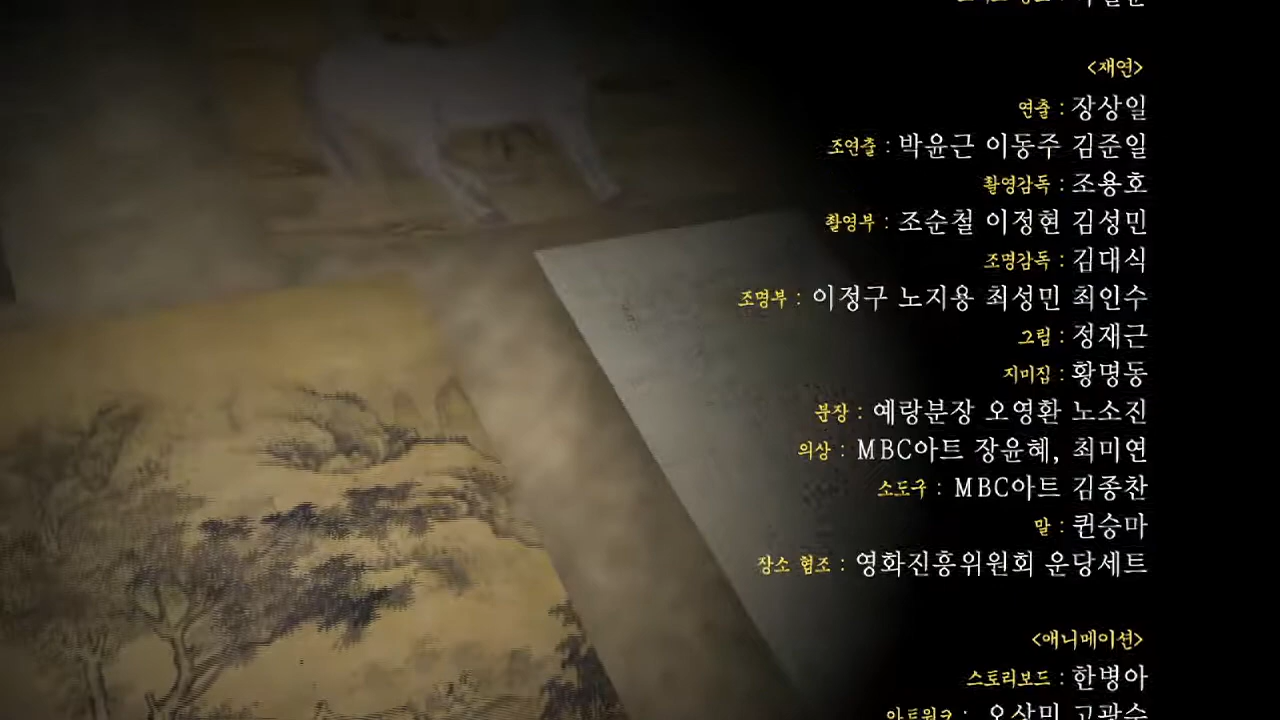 <재연>
연출 : 장상일
조연출 : 박윤근 이동주 김준일
촬영감독 : 조용호
촬영부 : 조순철 이정현 김성민
조명감독 : 김대식
조명부 : 이정구 노지용 최성민 최인수
그립 : 정재근
지미집 : 황명동
분장 : 예랑분장 오영환 노소진
의상 : MBC아트 장윤혜, 최미연
소도구 : MBC아트 김종찬
말 : 퀸승마
장소 협조 : 영화진흥위원회 운당세트
<애니메이션>
스토리보드 : 한병아